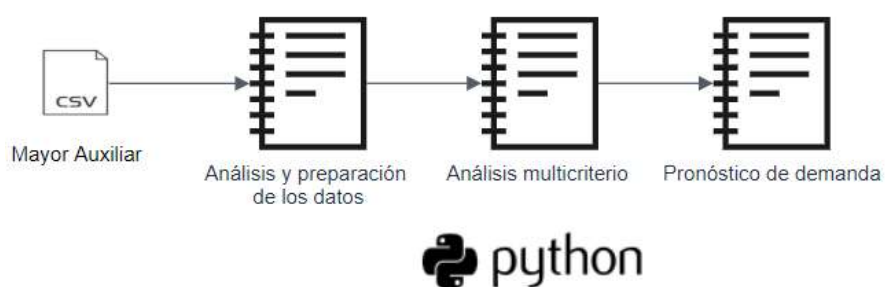 CSV
Mayor Auxiliar
Análisis y preparación
de los datos
Análisis multicriterio
Pronóstico de demanda
python